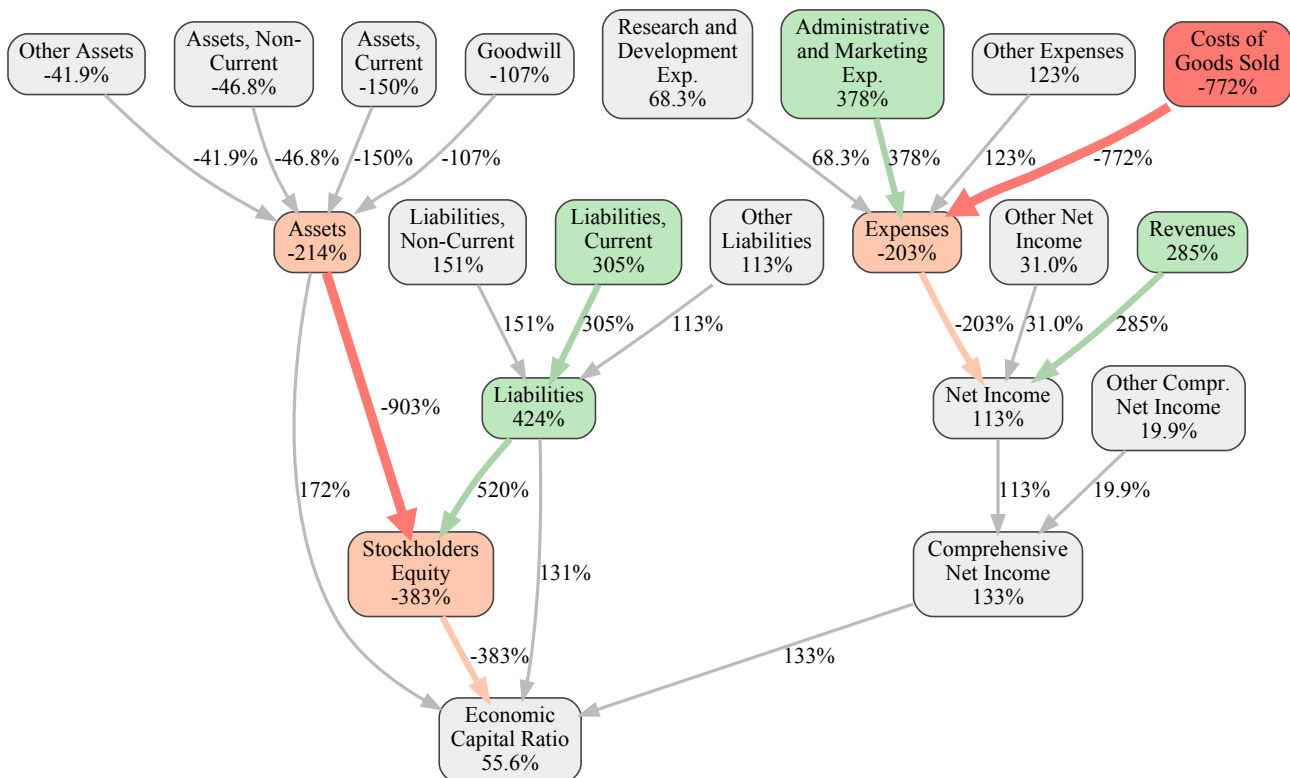 Other Assets
-41.9%
Assets, Non-
Current
-46.8%
Assets,
Current
-150%
Goodwill
-107%
Research and
Development
Exp.
68.3%
Administrative
and Marketing
Exp.
378%
Other Expenses
123%
Costs of
Goods Sold
-772%
-41.9%
-46.8%
-150%
-107%
68.3%
378%
123%
-772%
Assets
-214%
Liabilities,
Non-Current
151%
Liabilities,
Current
305%
Other
Liabilities
113%
Expenses
-203%
Other Net
Income
31.0%
Revenues
285%
151%
305%
113%
-203%
31.0%
285%
-903%
Liabilities
424%
Net Income
113%
Other Compr.
Net Income
19.9%
172%
520%
131%
113%
19.9%
Stockholders
Equity
-383%
Comprehensive
Net Income
133%
-383%
133%
Economic
Capital Ratio
55.6%